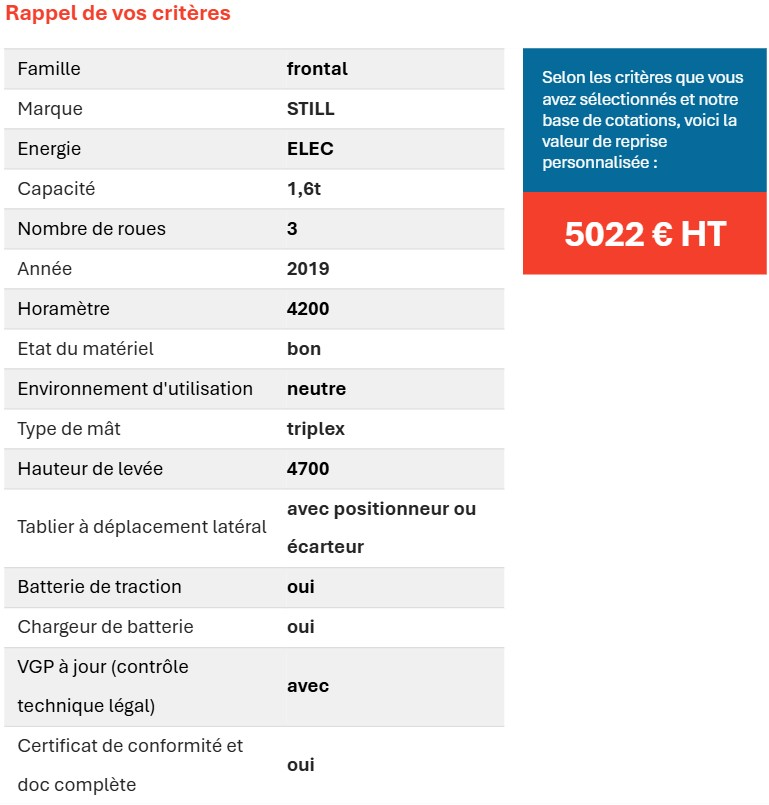 Rappel de vos critères
Famille frontal
Marque STILL
Energie ELEC
Capacité 1,6t
Nombre de roues 3
Année 2019
Horamètre 4200
Etat du matériel bon
Environnement d'utilisation neutre
Type de mât triplex
Hauteur de levée 4700
Tablier à déplacement latéral avec positionneur ou
écarteur
Batterie de traction oui
Chargeur de batterie oui
VGP à jour (contrôle
technique légal) avec
Certificat de conformité et
doc complète oui
Selon les critères que vous
avez sélectionnés et notre
base de cotations, voici la
valeur de reprise
personnalisée :
5022 € HT